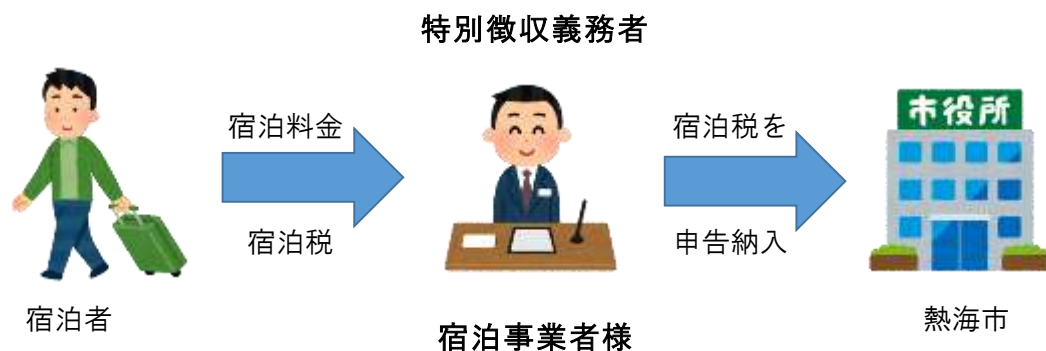 特別徴収義務者
市役所
宿泊料金
宿泊税を
宿泊税
申告納入
宿泊者
宿泊事業者様
熱海市